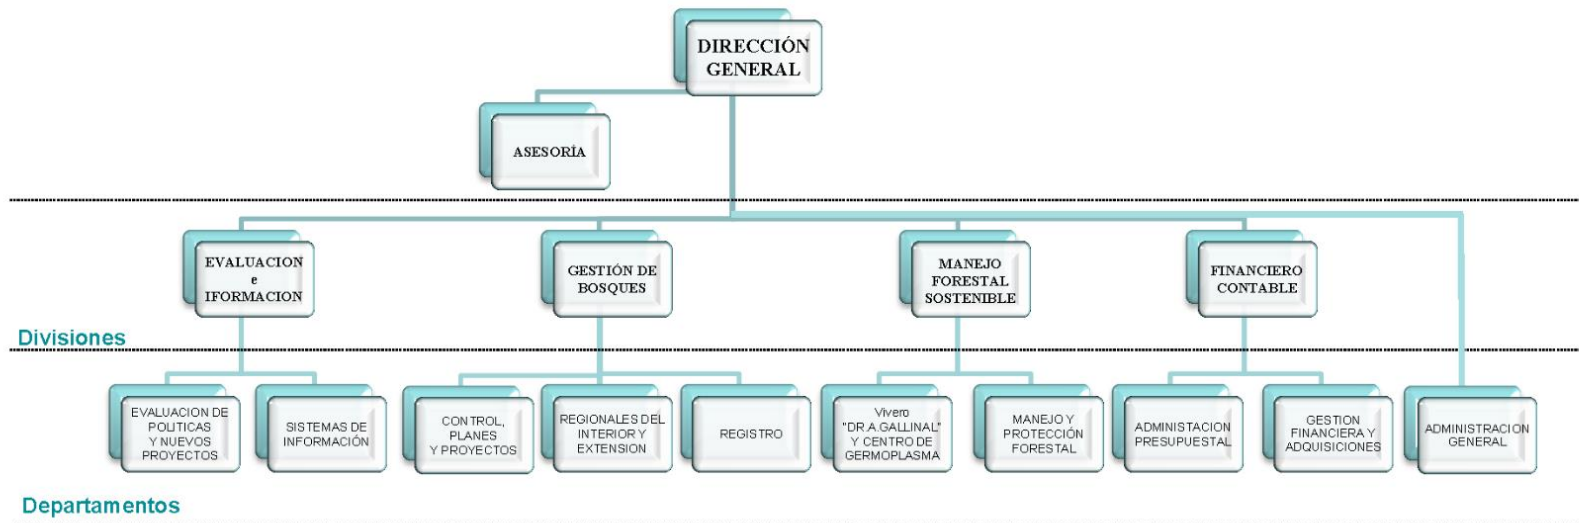 DIRECCIÓN
GENERAL
ASESORÍA
EVALUACION
e
IFORMACION
GESTIÓN DE
BOSQUES
MANEJO
FORESTAL
SOSTENIBLE
FINANCIERO
CONTABLE
Divisiones
EVALUACION DE
POLITICAS
Y NUEVOS
PROYECTOS
SISTEMAS DE
INFORMACIÓN
CONTROL,
PLANES
Y PROYECTOS
REGIONALES DEL
INTERIOR Y
EXTENSION
REGISTRO
Vivero
"DR.A.GALLINAL"
Y CENTRO DE
GERMOPLASMA
MANEJO Y
PROTECCIÓN
FORESTAL
ADMINISTACION
PRESUPUESTAL
GESTION
FINANCIERA Y
ADQUISICIONES
ADMINISTRACION
GENERAL
Departamentos